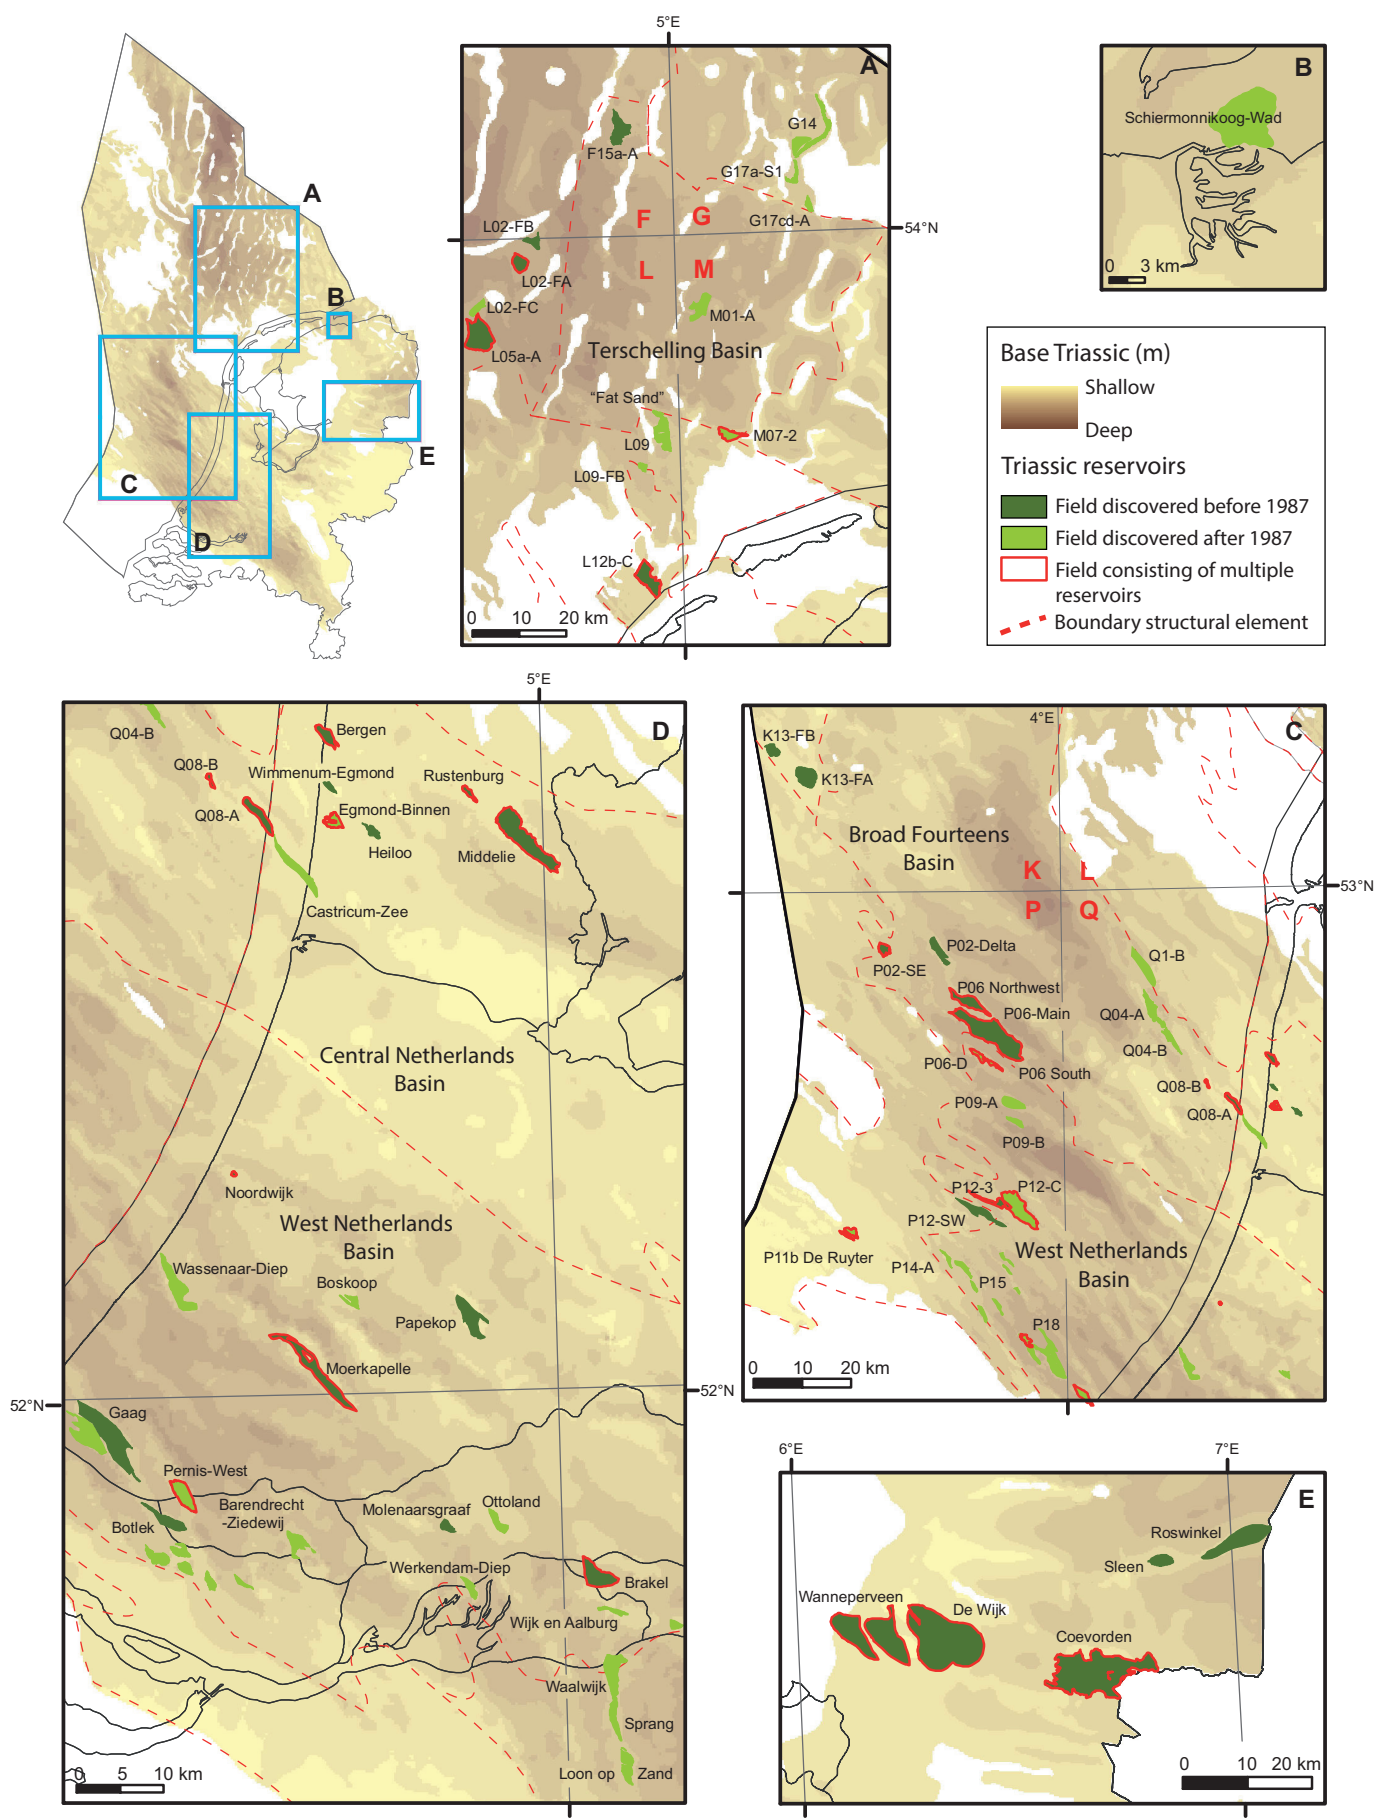 A
B
C
D
E
5°E
A
F15a-A
G14
G17a-S1
G17cd-A
F
G
L
M
L02-FB
L02-FA
L02-FC
L05a-A
M01-A
Terschelling Basin
“Fat Sand”
L09
L09-FB
M07-2
L12b-C
0 10 20 km
54°N
B
Schiermonnikoog-Wad
0 3 km
Base Triassic (m)
Shallow
Deep
Triassic reservoirs
Field discovered before 1987
Field discovered after 1987
Field consisting of multiple
reservoirs
Boundary structural element
5°E
D
Q04-B
Bergen
Q08-B
Wimmenum-Egmond
Rustenburg
Q08-A
Egmond-Binnen
Heiloo
Middelie
Castricum-Zee
Central Netherlands
Basin
Noordwijk
West Netherlands
Basin
Wassenaar-Diep
Boskoop
Papekop
Moerkapelle
52°N
52°N
Gaag
Pernis-West
Barendrecht
-Ziedewij
Botlek
Molenaarsgraaf
Ottoland
Werkendam-Diep
Brakel
Wijk en Aalburg
Waalwijk
Sprang
Loon op Zand
0 5 10 km
4°E
C
K13-FB
K13-FA
Broad Fourteens
Basin
K
L
P
Q
53°N
P02-Delta
P02-SE
Q1-B
P06 Northwest
P06-Main
Q04-A
P06-D
P06 South
Q04-B
P09-A
Q08-B
Q08-A
P09-B
P12-3
P12-C
P12-SW
P11b De Ruyter
P14-A
West Netherlands
Basin
P15
P18
0 10 20 km
6°E
7°E
E
Roswinkel
Sleen
Wanneperveen
De Wijk
Coevorden
0 10 20 km